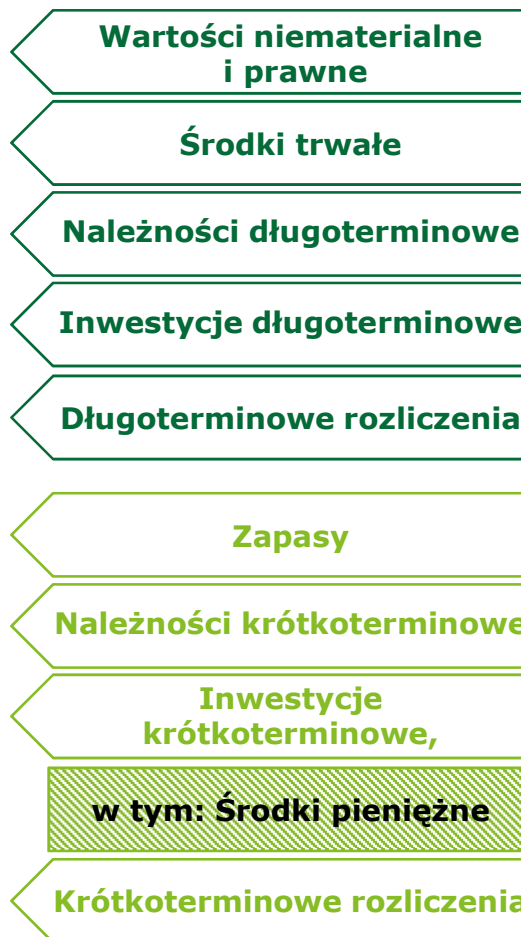 Wartości niematerialne
i prawne
Środki trwałe
Należności długoterminowe
Inwestycje długoterminowe
Długoterminowe rozliczenia
Zapasy
Należności krótkoterminowe
Inwestycje
krótkoterminowe,
w tym: Środki pieniężne
Krótkoterminowe rozliczenia